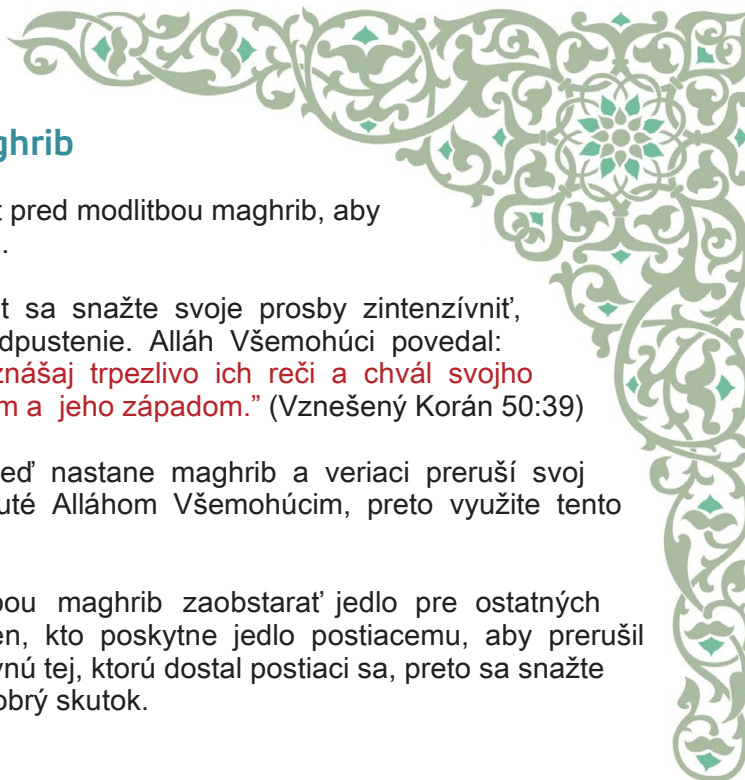 ghrib
pred modlitbou maghrib, aby
.
t sa snažte svoje prosby zintenzívniť,
dpustenie. Alláh Všemohúci povedal:
znášaj trpezlivo ich reči a chvál svojho
m a jeho západom.” (Vznešený Korán 50:39)
eď nastane maghrib a veriaci preruší svoj
uté Alláhom Všemohúcim, preto využite tento
bou maghrib zaobstarať jedlo pre ostatných
en, kto poskytne jedlo postiacemu, aby prerušil
vnú tej, ktorú dostal postiaci sa, preto sa snažte
obrý skutok.